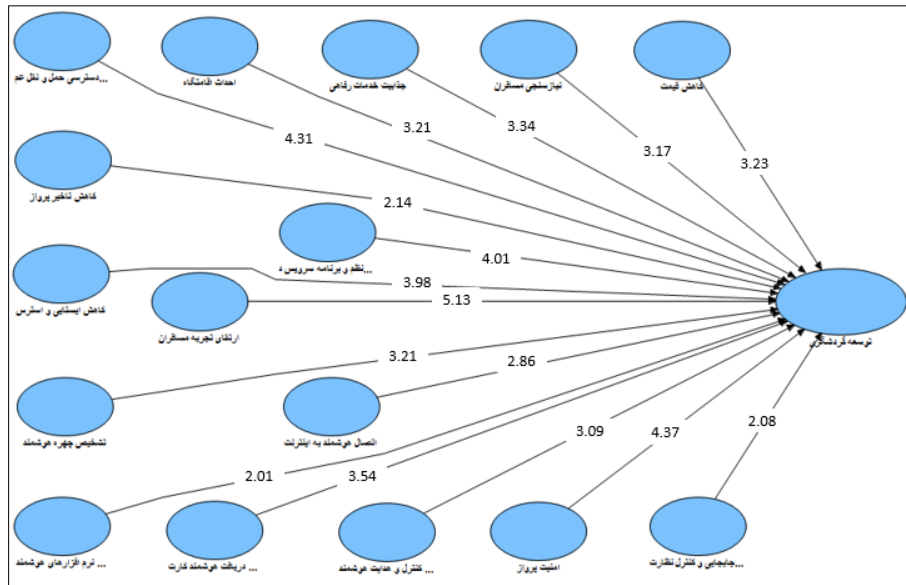 دسترسی حمل و نقل عم...
احداث اقامتگاه
جذابیت خدمات رفاهی
نیازسنجی مسافران
کاهش قیمت
4.31
3.21
3.34
3.17
3.23
کاهش تاخیر پرواز
2.14
نظم و برنامه سرویس د...
4.01
کاهش ایستایی و استرس
3.98
ارتقای تجربه مسافران
5.13
توسعه گردشگری
تشخیص چهره هوشمند
3.21
اتصال هوشمند به اینترنت
2.86
نرم افزارهای هوشمند ...
2.01
دریافت هوشمند کارت ...
3.54
کنترل و هدایت هوشمند ...
3.09
امنیت پرواز
4.37
جابجایی و کنترل نظارت...
2.08